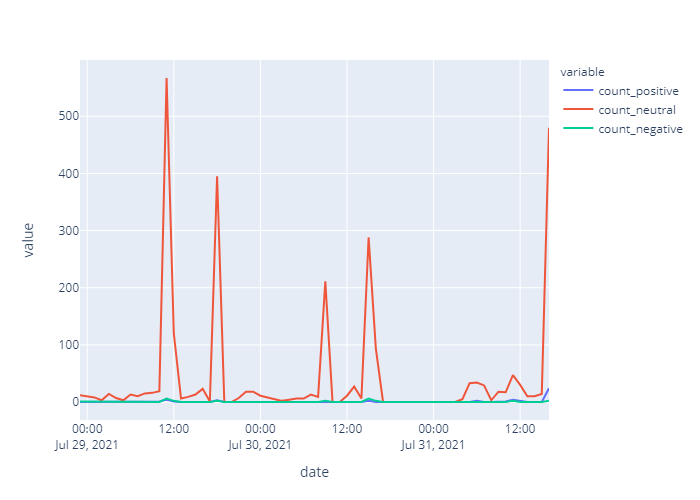 variable
count_positive
count_neutral
count_negative
value
500
400
300
200
100
0
00:00 12:00 00:00 12:00 00:00 12:00
Jul 29, 2021 Jul 30, 2021 Jul 31, 2021
date